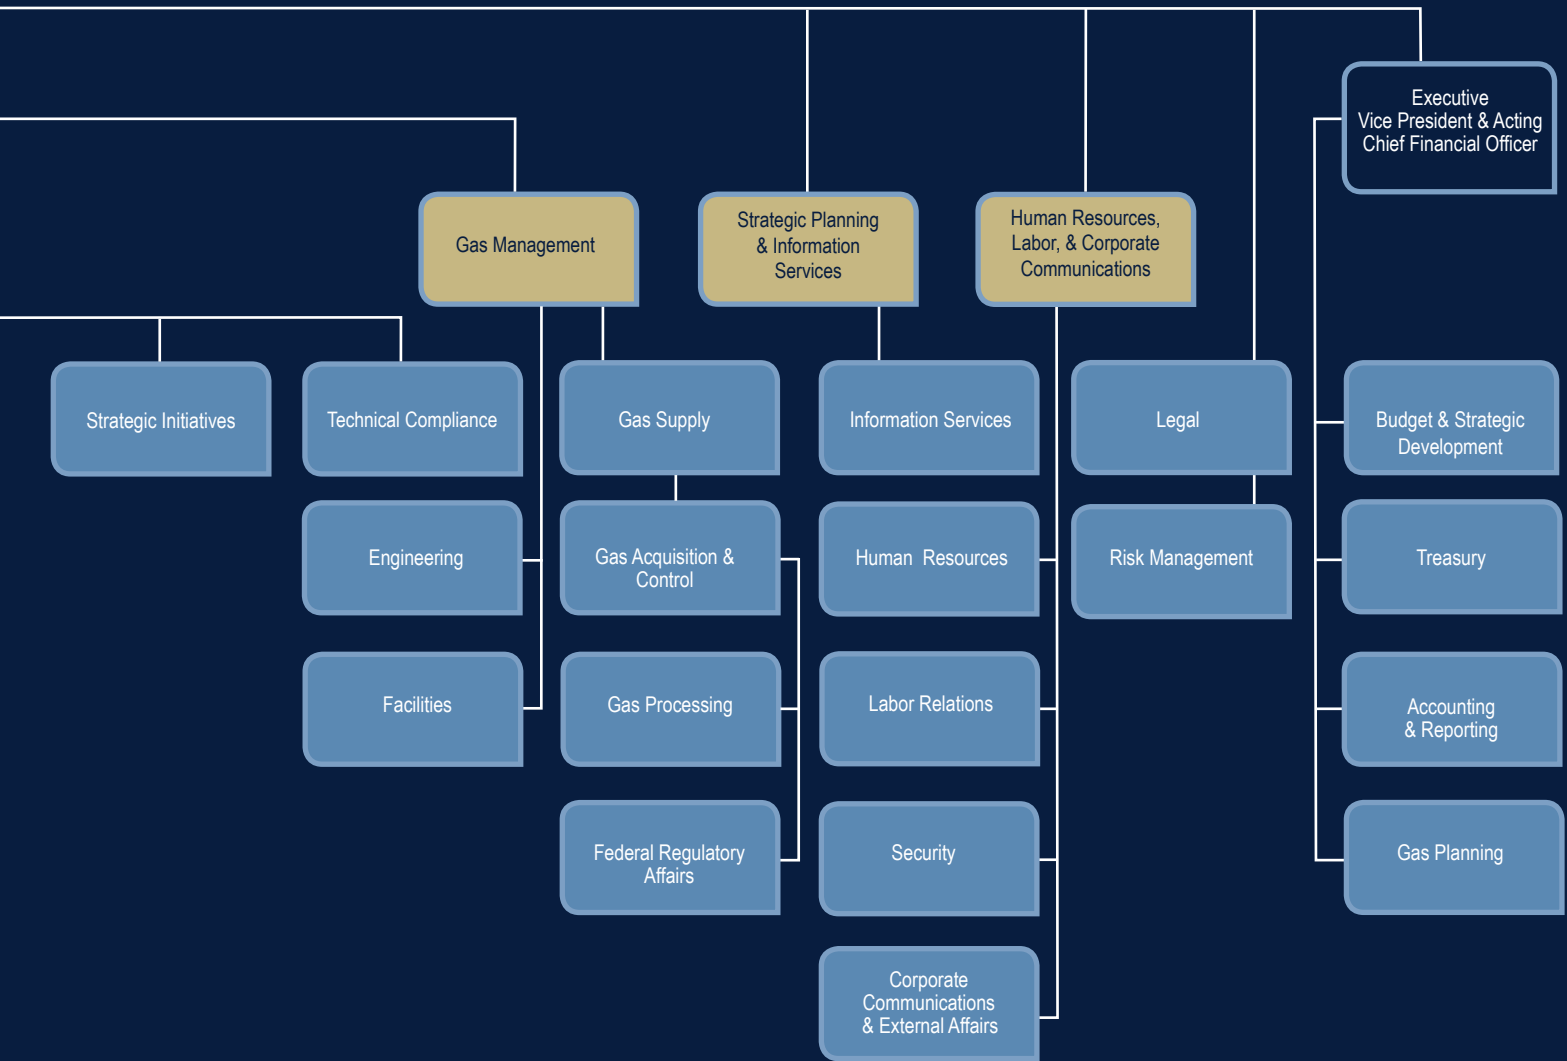 Executive
Vice President & Acting
Chief Financial Officer
Gas Management
Strategic Planning
& Information
Services
Human Resources,
Labor, & Corporate
Communications
Strategic Initiatives
Technical Compliance
Gas Supply
Information Services
Legal
Budget & Strategic
Development
Engineering
Gas Acquisition &
Control
Human Resources
Risk Management
Treasury
Facilities
Gas Processing
Labor Relations
Accounting
& Reporting
Federal Regulatory
Affairs
Security
Gas Planning
Corporate
Communications
& External Affairs